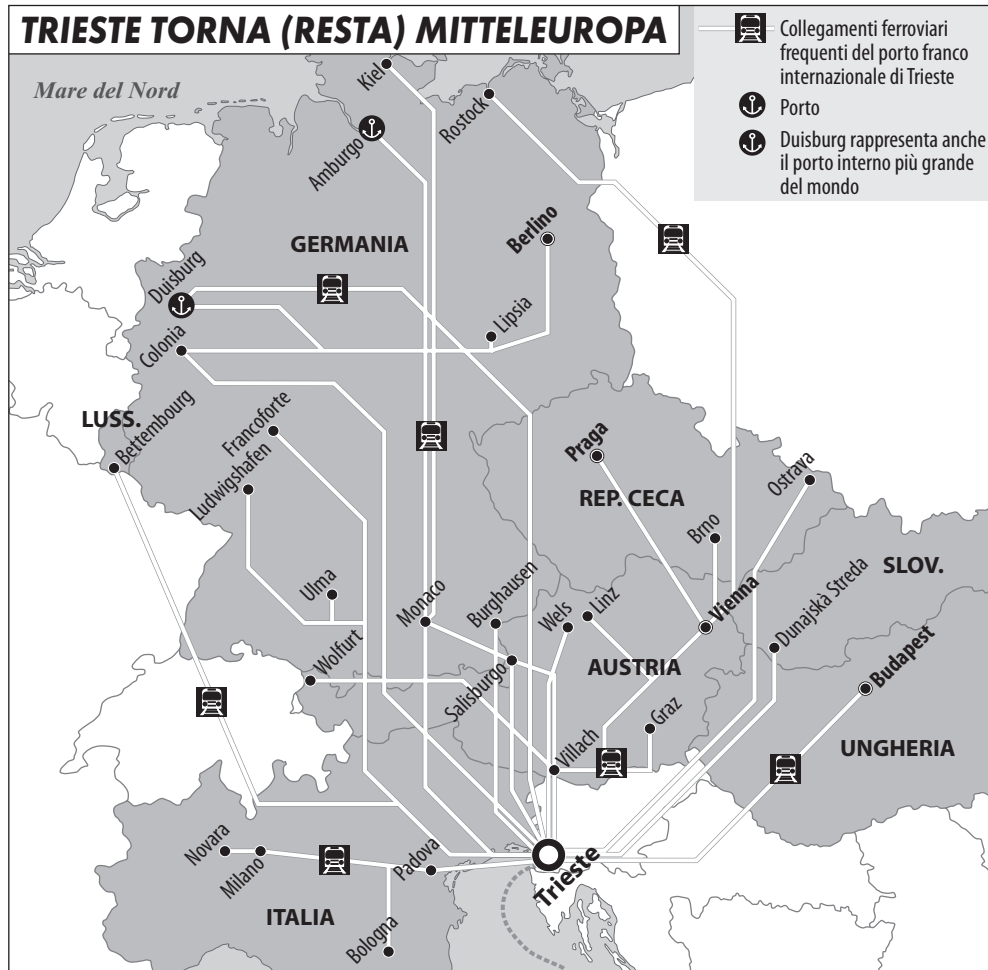 TRIESTE TORNA (RESTA) MITTELEUROPA
Collegamenti ferroviari
frequenti del porto franco
internazionale di Trieste
Porto
Duisburg rappresenta anche
il porto interno più grande
del mondo
Mare del Nord
Kiel
Rostock
Amburgo
Berlino
GERMANIA
Duisburg
Lipsia
Colonia
LUSS.
Bettembourg
Francoforte
Ludwigshafen
Praga
REP. CECA
Ostrava
Brno
SLOV.
Ulma
Monaco
Burghausen
Wels
Linz
Vienna
Dunajskà Streda
Wolfurt
Salisburgo
AUSTRIA
Budapest
Graz
Villach
UNGHERIA
Novara
Milano
Padova
Trieste
ITALIA
Bologna